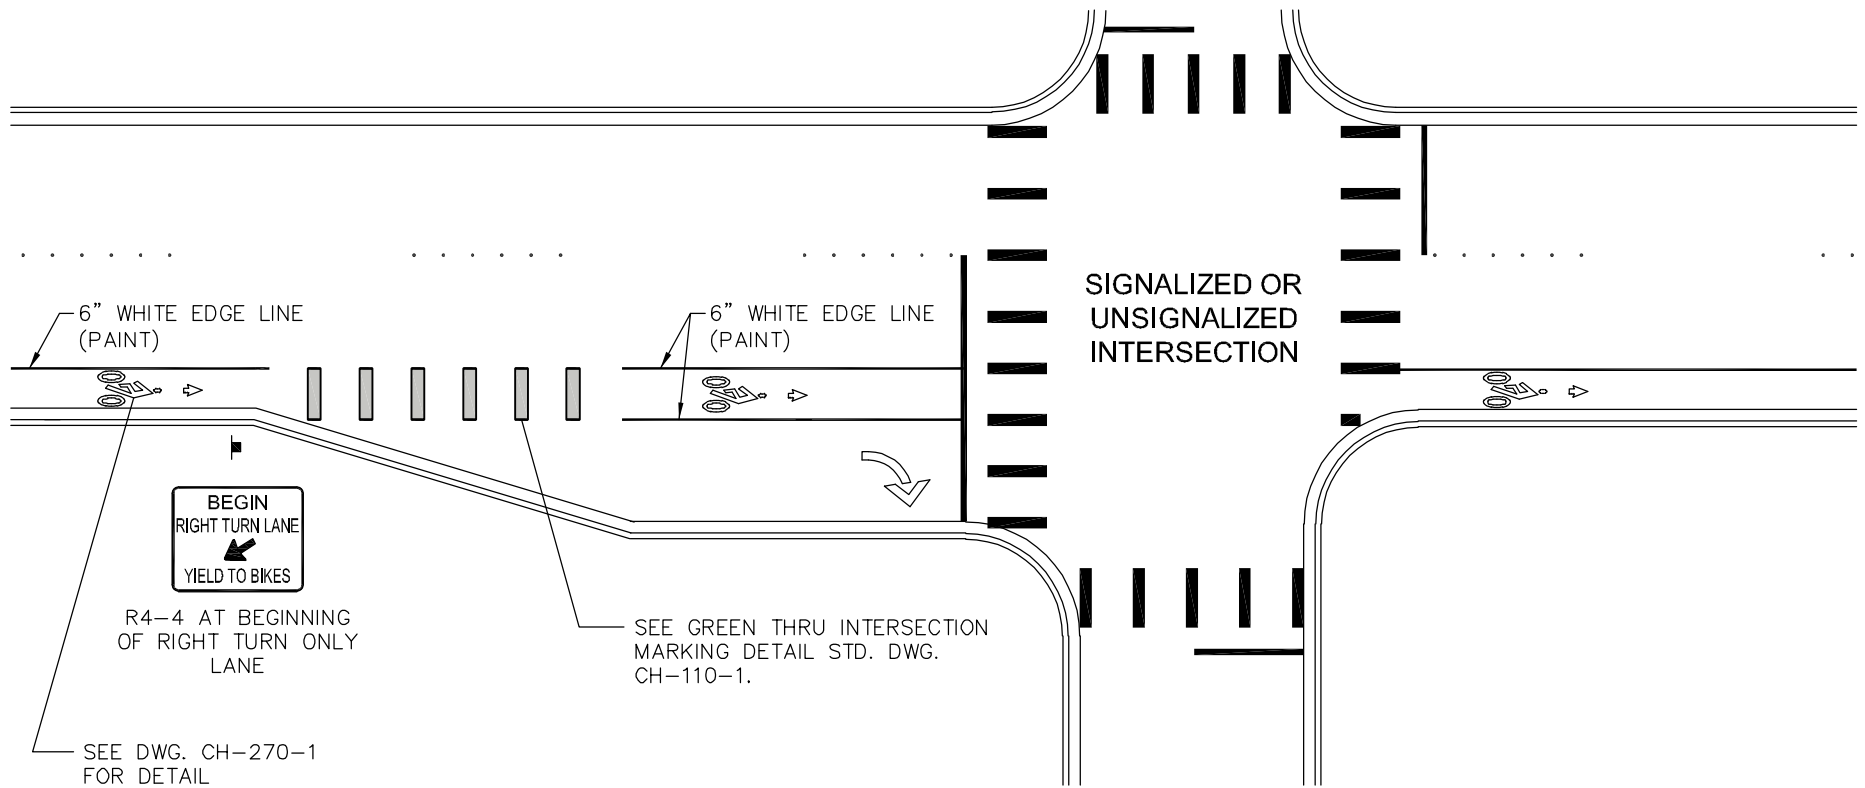 SIGNALIZED OR
UNSIGNALIZED
INTERSECTION
6” WHITE EDGE LINE
(PAINT)
6” WHITE EDGE LINE
(PAINT)
BEGIN
RIGHT TURN LANE
YIELD TO BIKES
R4-4 AT BEGINNING
OF RIGHT TURN ONLY
LANE
SEE GREEN THRU INTERSECTION
MARKING DETAIL STD. DWG.
CH-110-1.
SEE DWG. CH-270-1
FOR DETAIL